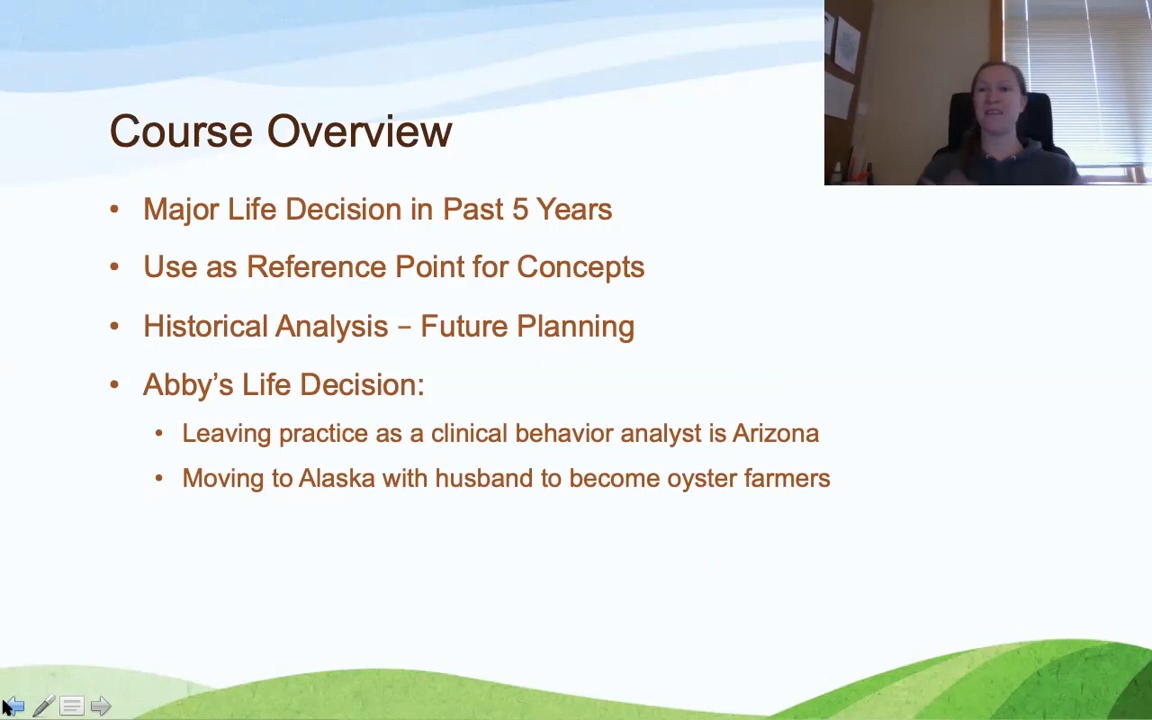 Course Overview
• Major Life Decision in Past 5 Years
• Use as Reference Point for Concepts
• Historical Analysis – Future Planning
• Abby’s Life Decision:
• Leaving practice as a clinical behavior analyst is Arizona
• Moving to Alaska with husband to become oyster farmers